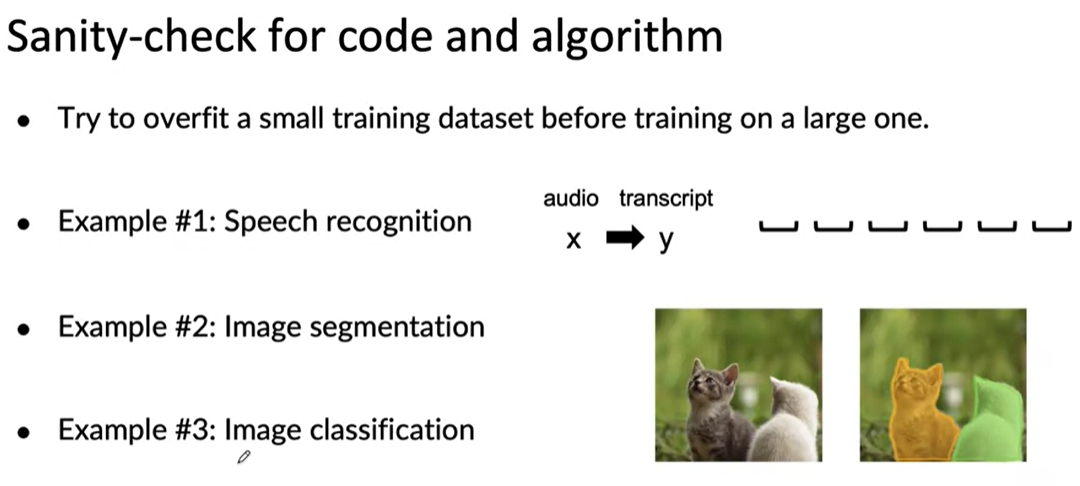 Sanity-check for code and algorithm
• Try to overfit a small training dataset before training on a large one.
• Example #1: Speech recognition
audio transcript
x ➡ y
• Example #2: Image segmentation
• Example #3: Image classification